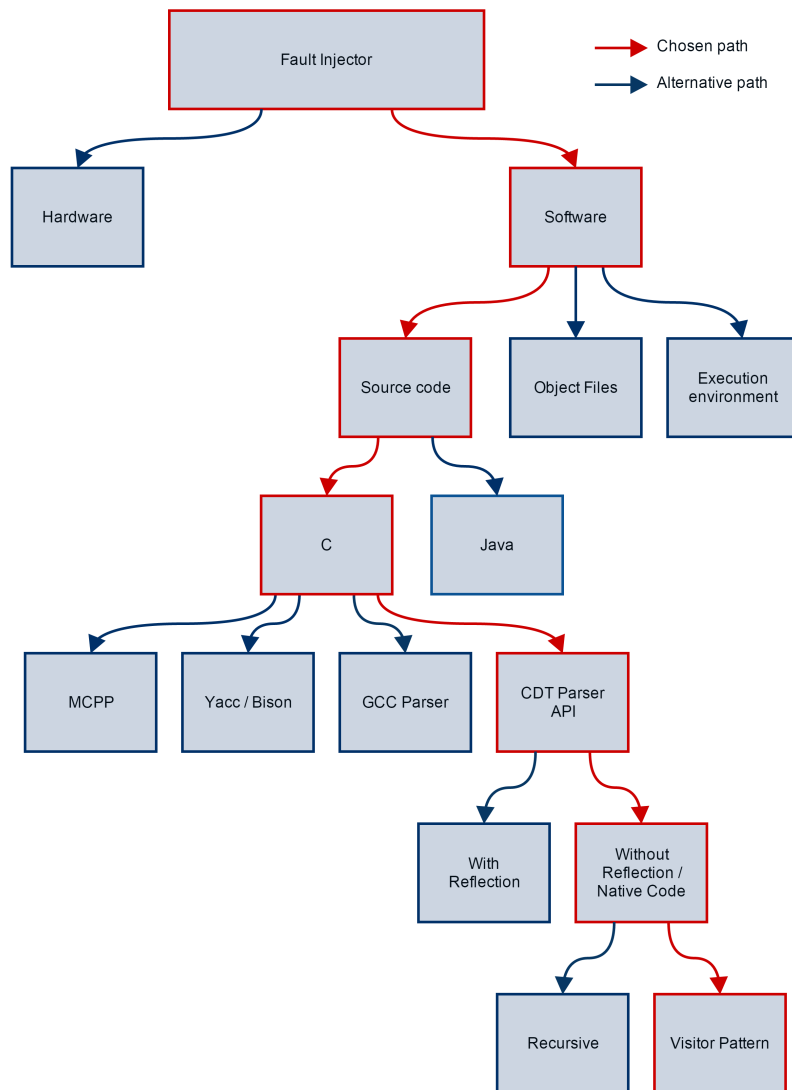 Fault Injector
Chosen path
Alternative path
Hardware
Software
Source code
Object Files
Execution
environment
C
Java
MCPP
Yacc / Bison
GCC Parser
CDT Parser
API
With
Reflection
Without
Reflection /
Native Code
Recursive
Visitor Pattern